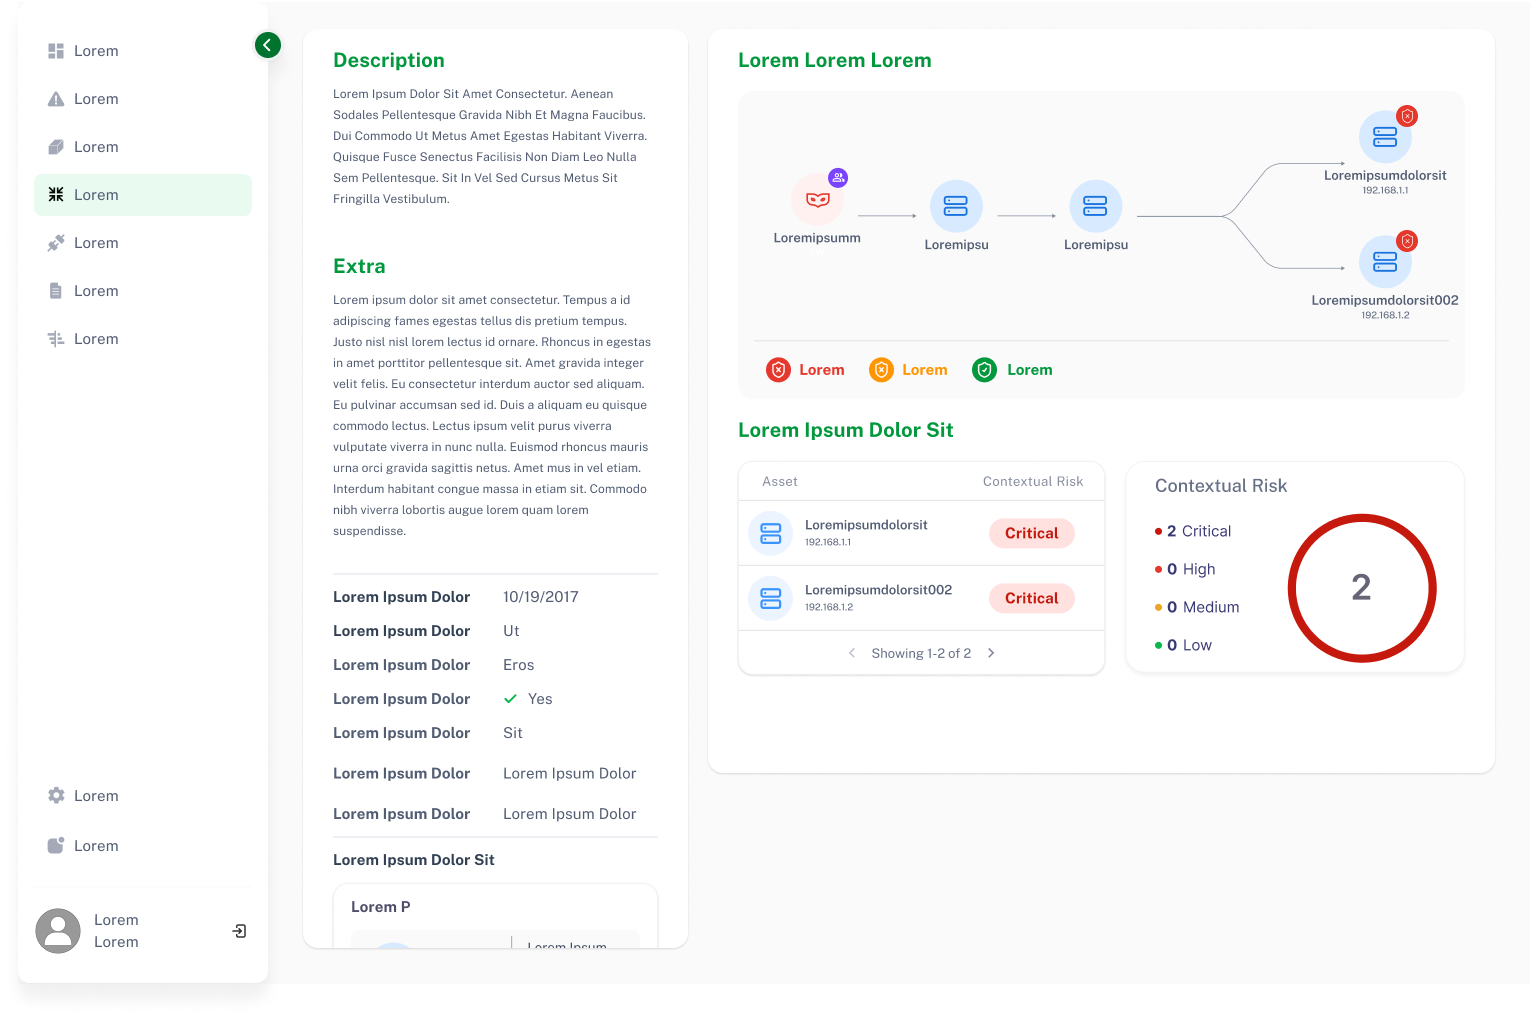 Lorem
Lorem
Lorem
Lorem
Lorem
Lorem
Lorem
Lorem
Lorem
Lorem
Lorem
Description
Lorem Ipsum Dolor Sit Amet Consectetur. Aenean
Sodales Pellentesque Gravida Nibh Et Magna Faucibus.
Dui Commodo Ut Metus Amet Egestas Habitant Viverra.
Quisque Fusce Senectus Facilisis Non Diam Leo Nulla
Sem Pellentesque. Sit In Vel Sed Cursus Metus Sit
Fringilla Vestibulum.
Extra
Lorem ipsum dolor sit amet consectetur. Tempus a id
adipiscing fames egestas tellus dis pretium tempus.
Justo nisl nisl lorem lectus id ornare. Rhoncus in egestas
in amet porttitor pellentesque sit. Amet gravida integer
velit felis. Eu consectetur interdum auctor sed aliquam.
Eu pulvinar accumsan sed id. Duis a aliquam eu quisque
commodo lectus. Lectus ipsum velit purus viverra
vulputate viverra in nunc nulla. Euismod rhoncus mauris
urna orci gravida sagittis netus. Amet mus in vel etiam.
Interdum habitant congue massa in etiam sit. Commodo
nibh viverra lobortis augue lorem quam lorem
suspendisse.
Lorem Ipsum Dolor 10/19/2017
Lorem Ipsum Dolor Ut
Lorem Ipsum Dolor Eros
Lorem Ipsum Dolor Yes
Lorem Ipsum Dolor Sit
Lorem Ipsum Dolor Lorem Ipsum Dolor
Lorem Ipsum Dolor Lorem Ipsum Dolor
Lorem Ipsum Dolor Sit
Lorem P
Lorem Ipsum
Lorem Lorem Lorem
Loremipsumm
Loremipsu
Loremipsu
Loremipsumdolorsit
192.168.1.1
Loremipsumdolorsit002
192.168.1.2
Lorem Lorem Lorem
Lorem Ipsum Dolor Sit
Asset Contextual Risk
Loremipsumdolorsit
192.168.1.1
Critical
Loremipsumdolorsit002
192.168.1.2
Critical
Showing 1-2 of 2
Contextual Risk
2 Critical
0 High
0 Medium
0 Low
2